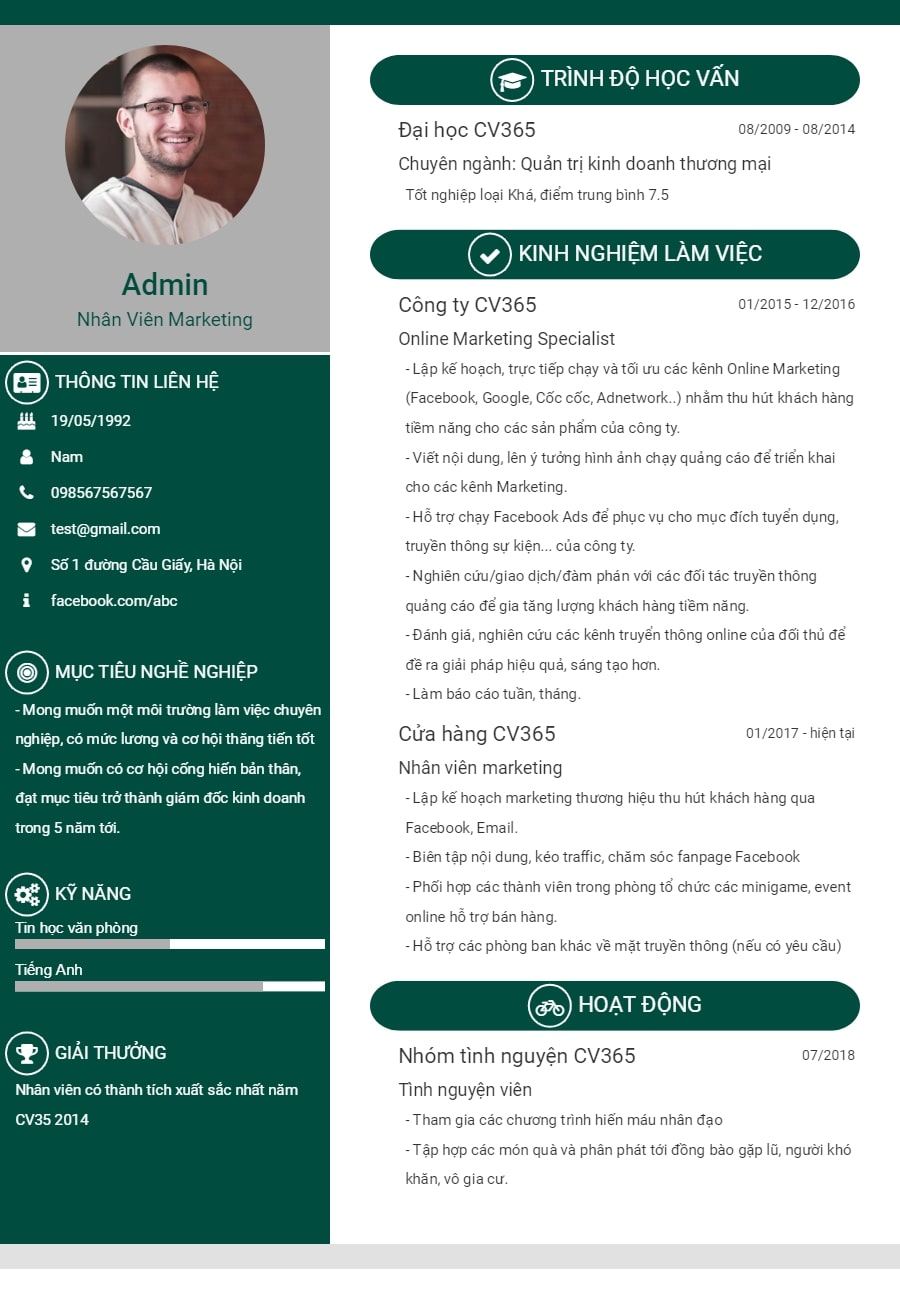 Admin
Nhân Viên Marketing
THÔNG TIN LIÊN HỆ
19/05/1992
Nam
098567567567
test@gmail.com
Số 1 đường Cầu Giấy, Hà Nội
facebook.com/abc
MỤC TIÊU NGHỀ NGHIỆP
- Mong muốn một môi trường làm việc chuyên
nghiệp, có mức lương và cơ hội thăng tiến tốt
- Mong muốn có cơ hội cống hiến bản thân,
đạt mục tiêu trở thành giám đốc kinh doanh
trong 5 năm tới.
KỸ NĂNG
Tin học văn phòng
Tiếng Anh
GIẢI THƯỞNG
Nhân viên có thành tích xuất sắc nhất năm
CV35 2014
TRÌNH ĐỘ HỌC VẤN
Đại học CV365 08/2009 - 08/2014
Chuyên ngành: Quản trị kinh doanh thương mại
Tốt nghiệp loại Khá, điểm trung bình 7.5
KINH NGHIỆM LÀM VIỆC
Công ty CV365 01/2015 - 12/2016
Online Marketing Specialist
- Lập kế hoạch, trực tiếp chạy và tối ưu các kênh Online Marketing
(Facebook, Google, Cốc cốc, Adnetwork..) nhằm thu hút khách hàng
tiềm năng cho các sản phẩm của công ty.
- Viết nội dung, lên ý tưởng hình ảnh chạy quảng cáo để triển khai
cho các kênh Marketing.
- Hỗ trợ chạy Facebook Ads để phục vụ cho mục đích tuyển dụng,
truyền thông sự kiện... của công ty.
- Nghiên cứu/giao dịch/đàm phán với các đối tác truyền thông
quảng cáo để gia tăng lượng khách hàng tiềm năng.
- Đánh giá, nghiên cứu các kênh truyển thông online của đối thủ để
đề ra giải pháp hiệu quả, sáng tạo hơn.
- Làm báo cáo tuần, tháng.
Cửa hàng CV365 01/2017 - hiện tại
Nhân viên marketing
- Lập kế hoạch marketing thương hiệu thu hút khách hàng qua
Facebook, Email.
- Biên tập nội dung, kéo traffic, chăm sóc fanpage Facebook
- Phối hợp các thành viên trong phòng tổ chức các minigame, event
online hỗ trợ bán hàng.
- Hỗ trợ các phòng ban khác về mặt truyền thông (nếu có yêu cầu)
HOẠT ĐỘNG
Nhóm tình nguyện CV365 07/2018
Tình nguyện viên
- Tham gia các chương trình hiến máu nhân đạo
- Tập hợp các món quà và phân phát tới đồng bào gặp lũ, người khó
khăn, vô gia cư.